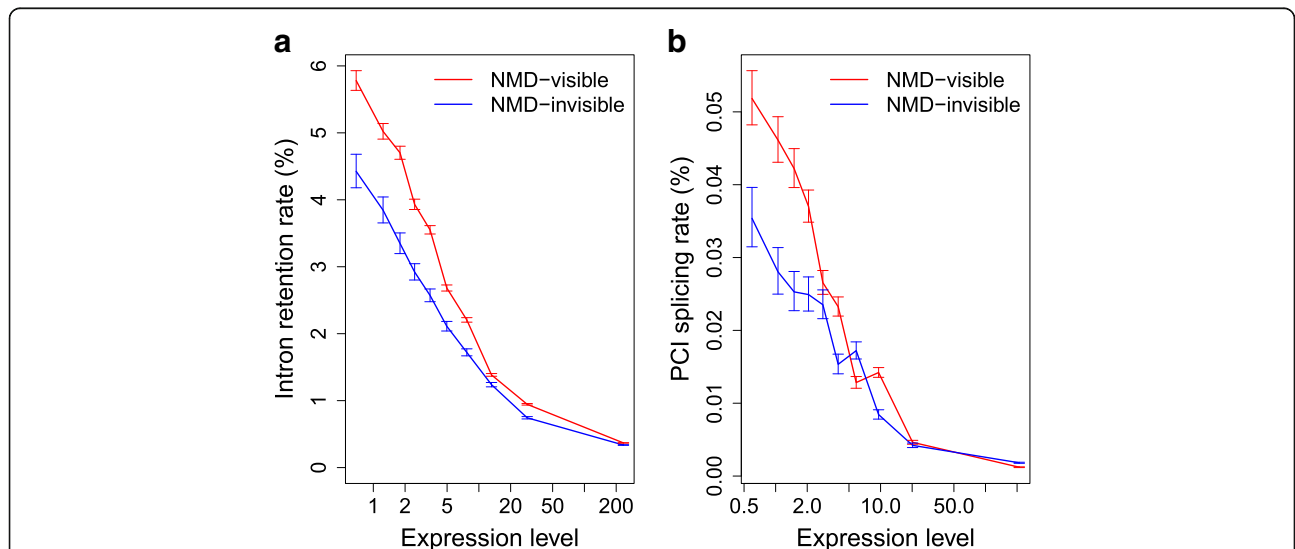 a
b
NMD−visible
NMD−invisible
Intron retention rate (%)
0 1 2 3 4 5 6
1 2 5 20 50 200
Expression level
NMD−visible
NMD−invisible
PCI splicing rate (%)
0.00 0.01 0.02 0.03 0.04 0.05
0.5 2.0 10.0 50.0
Expression level